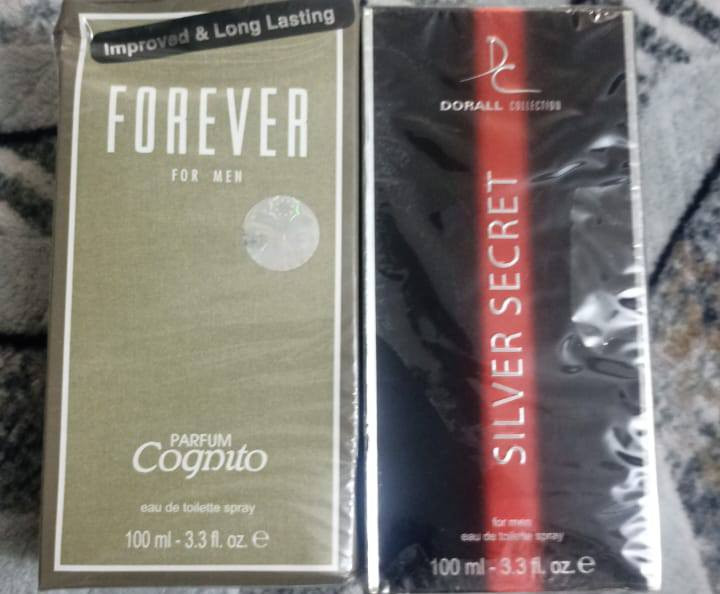 Improved & Long Lasting
FOREVER
FOR MEN
PARFUM
Cognito
eau de toilette spray
100 ml - 3.3 fl. oz. e
DC
DORALL COLLECTION
SILVER SECRET
for men
eau de toilette spray
100 ml - 3.3 fl. oz. e